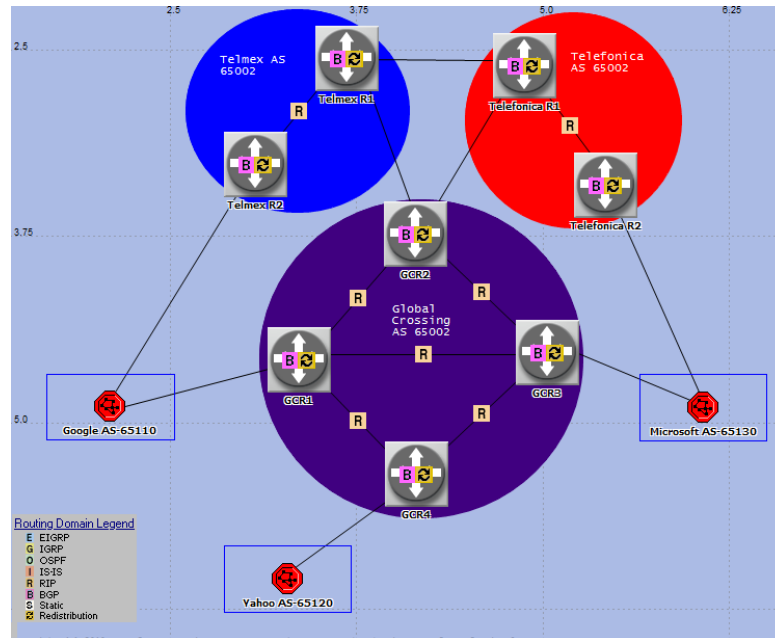 2.5
3.75
5.0
6.25
2.5
Telmex AS
65002
Telefonica
AS 65002
B
Telmex R1
B
Telefonica R1
R
R
B
Telmex R2
B
Telefonica R2
3.75
B
GCR2
R
R
Global
Crossing
AS 65002
B
GCR1
R
B
GCR3
5.0
Google AS-65110
R
R
Microsoft AS-65130
B
GCR4
Routing Domain Legend
E EIGRP
G IGRP
O OSPF
I IS-IS
R RIP
B BGP
Static
Redistribution
Yahoo AS-65120